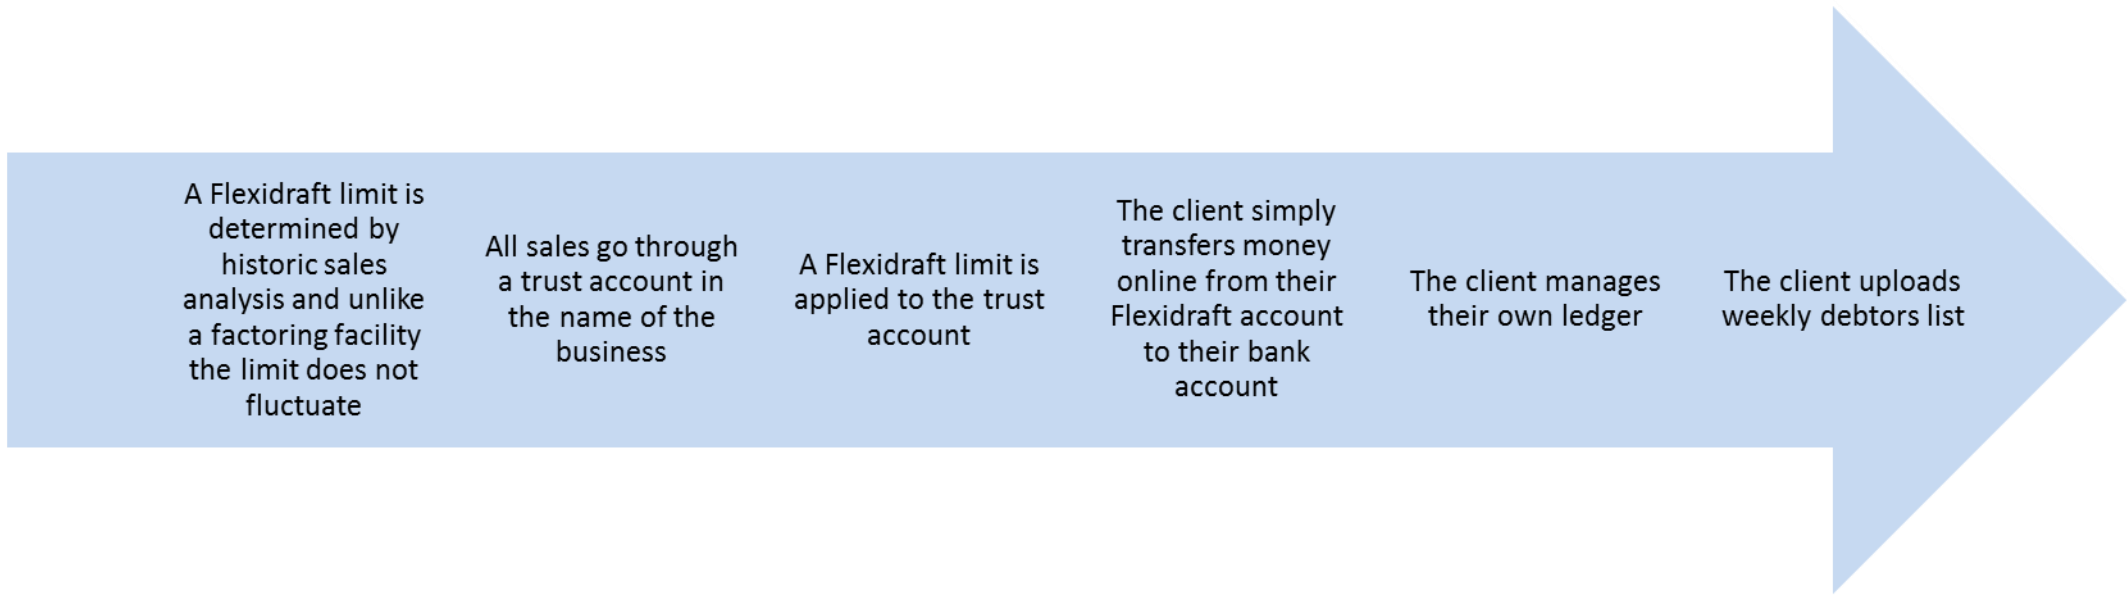 A Flexidraft limit is
determined by
historic sales
analysis and unlike
a factoring facility
the limit does not
fluctuate
All sales go through
a trust account in
the name of the
business
A Flexidraft limit is
applied to the trust
account
The client simply
transfers money
online from their
Flexidraft account
to their bank
account
The client manages
their own ledger
The client uploads
weekly debtors list